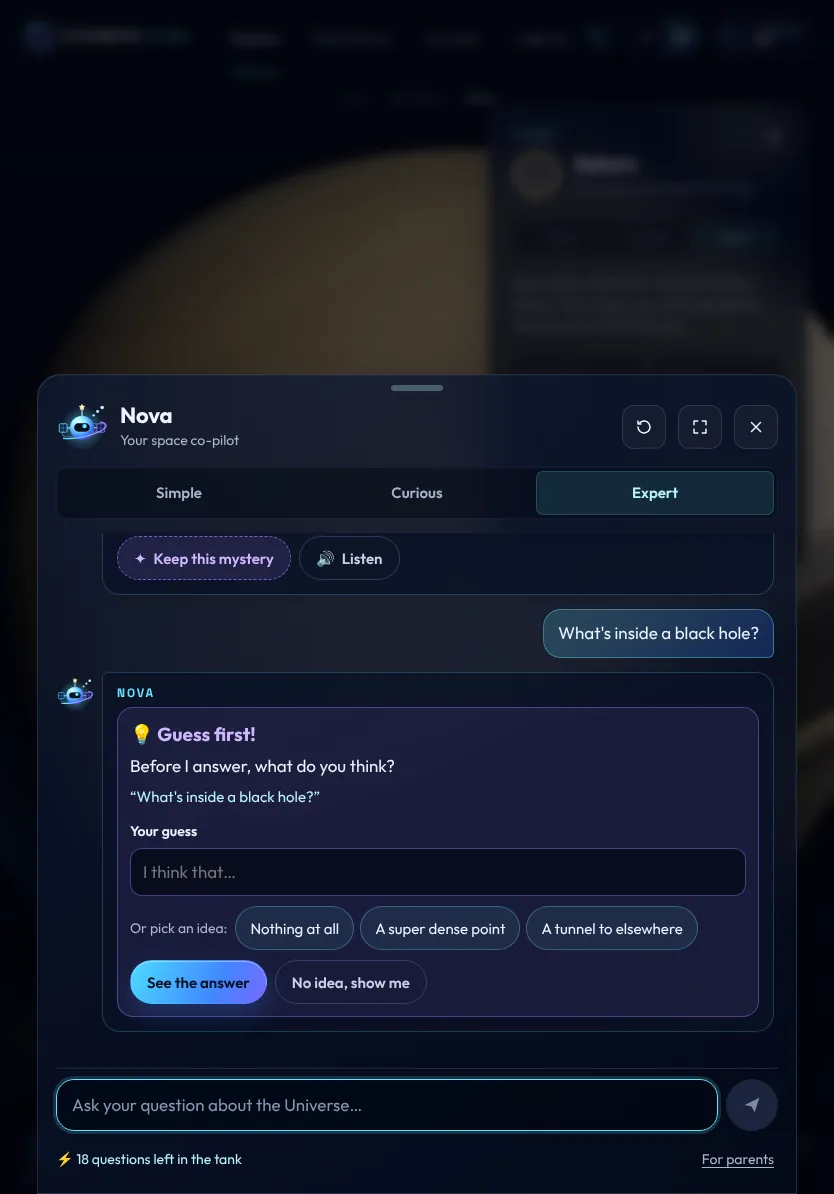 Nova
Your space co-pilot
Simple
Curious
Expert
✦ Keep this mystery
🔊 Listen
What's inside a black hole?
NOVA
💡 Guess first!
Before I answer, what do you think?
“What's inside a black hole?”
Your guess
I think that...
Or pick an idea:
Nothing at all
A super dense point
A tunnel to elsewhere
See the answer
No idea, show me
Ask your question about the Universe...
⚡ 18 questions left in the tank
For parents